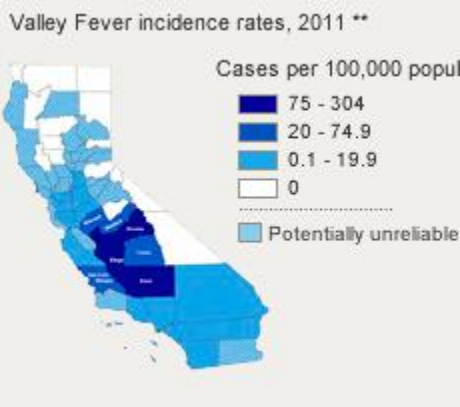 Valley Fever incidence rates, 2011 **
Cases per 100,000 popul
75 - 304
20 - 74.9
0.1 - 19.9
0
Potentially unreliable